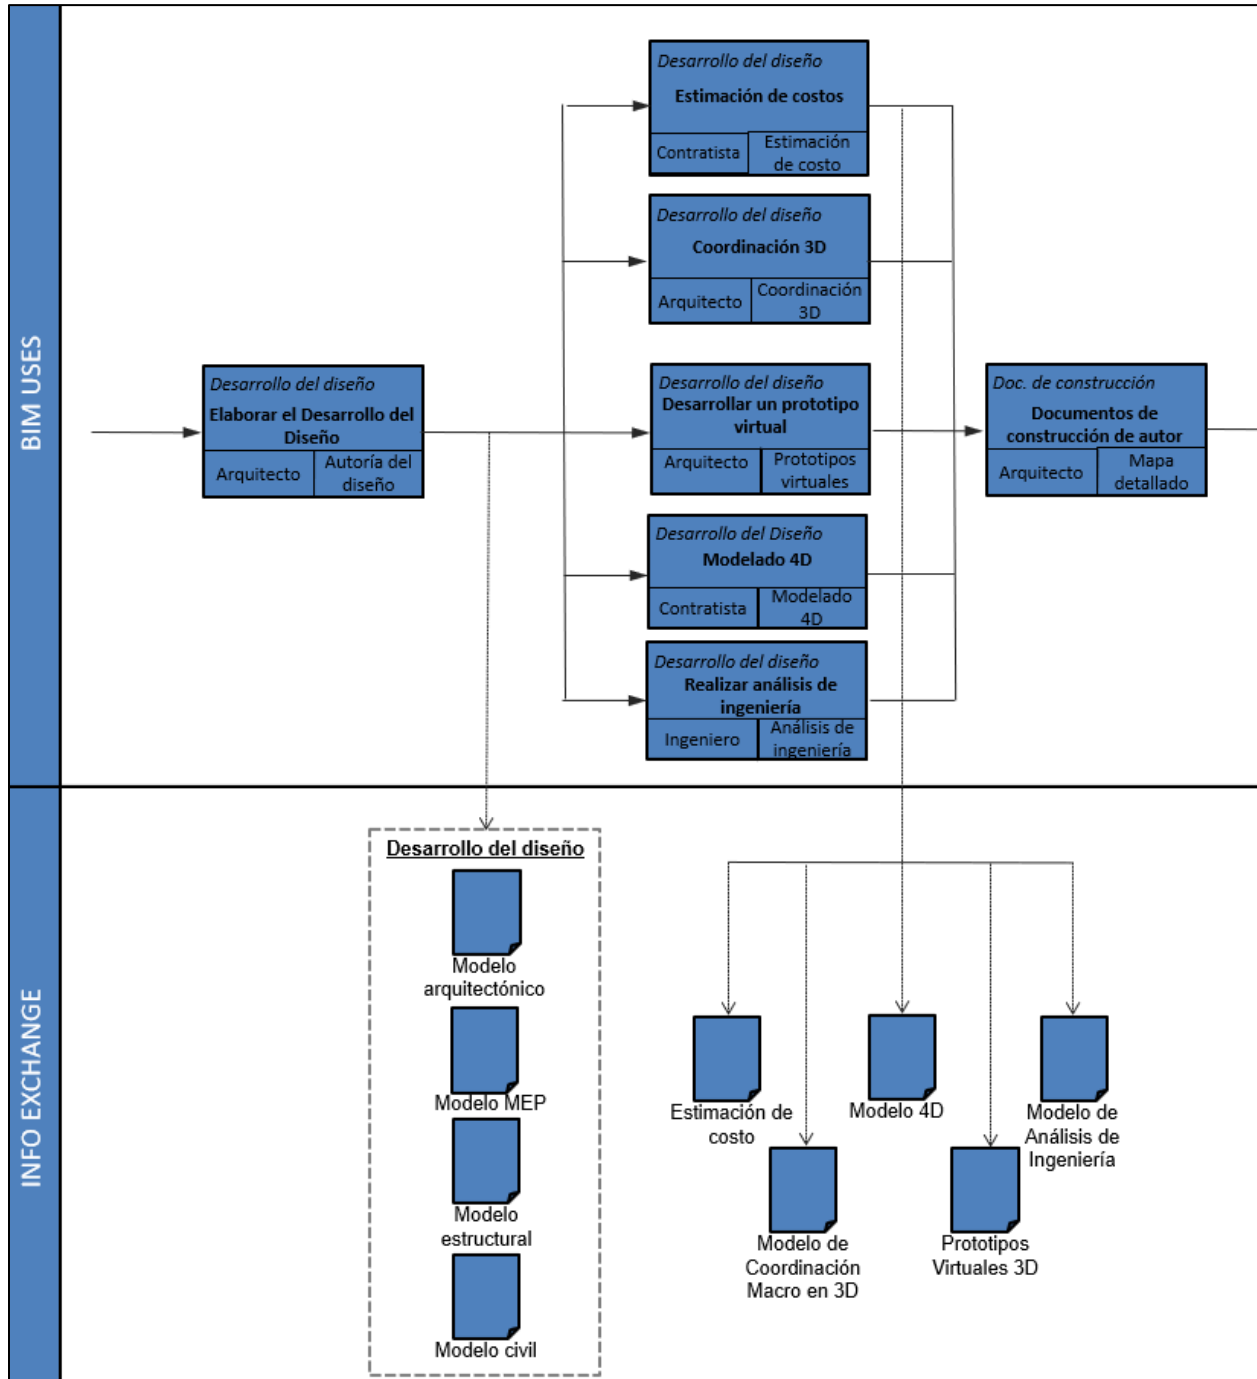 BIM USES
Desarrollo del diseño
Estimación de costos
Contratista
Estimación
de costo
Desarrollo del diseño
Coordinación 3D
Arquitecto
Coordinación
3D
Desarrollo del diseño
Elaborar el Desarrollo del
Diseño
Arquitecto
Autoría del
diseño
Desarrollo del diseño
Desarrollar un prototipo
virtual
Arquitecto
Prototipos
virtuales
Doc. de construcción
Documentos de
construcción de autor
Arquitecto
Mapa
detallado
Desarrollo del Diseño
Modelado 4D
Contratista
Modelado
4D
Desarrollo del diseño
Realizar análisis de
ingeniería
Ingeniero
Análisis de
ingeniería
INFO EXCHANGE
Desarrollo del diseño
Modelo
arquitectónico
Modelo MEP
Modelo
estructural
Modelo civil
Estimación de
costo
Modelo 4D
Modelo de
Análisis de
Ingeniería
Modelo de
Coordinación
Macro en 3D
Prototipos
Virtuales 3D